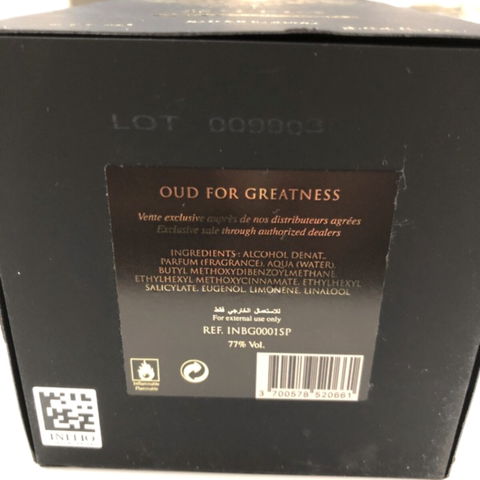 LOT 009903
OUD FOR GREATNESS
Vente exclusive auprès de nos distributeurs agréées
Exclusive sale through authorized dealers
INGREDIENTS : ALCOHOL DENAT.,
PARFUM (FRAGRANCE), AQUA (WATER),
BUTYL METHOXYDIBENZOYLMETHANE,
ETHYLHEXYL METHOXYCINNAMATE, ETHYLHEXYL
SALICYLATE, EUGENOL, LIMONENE, LINALOOL
للاستعمال الخارجي فقط
For external use only
REF. INBG0001SP
77% Vol.
Inflammable
Flammable
3 700578 520661